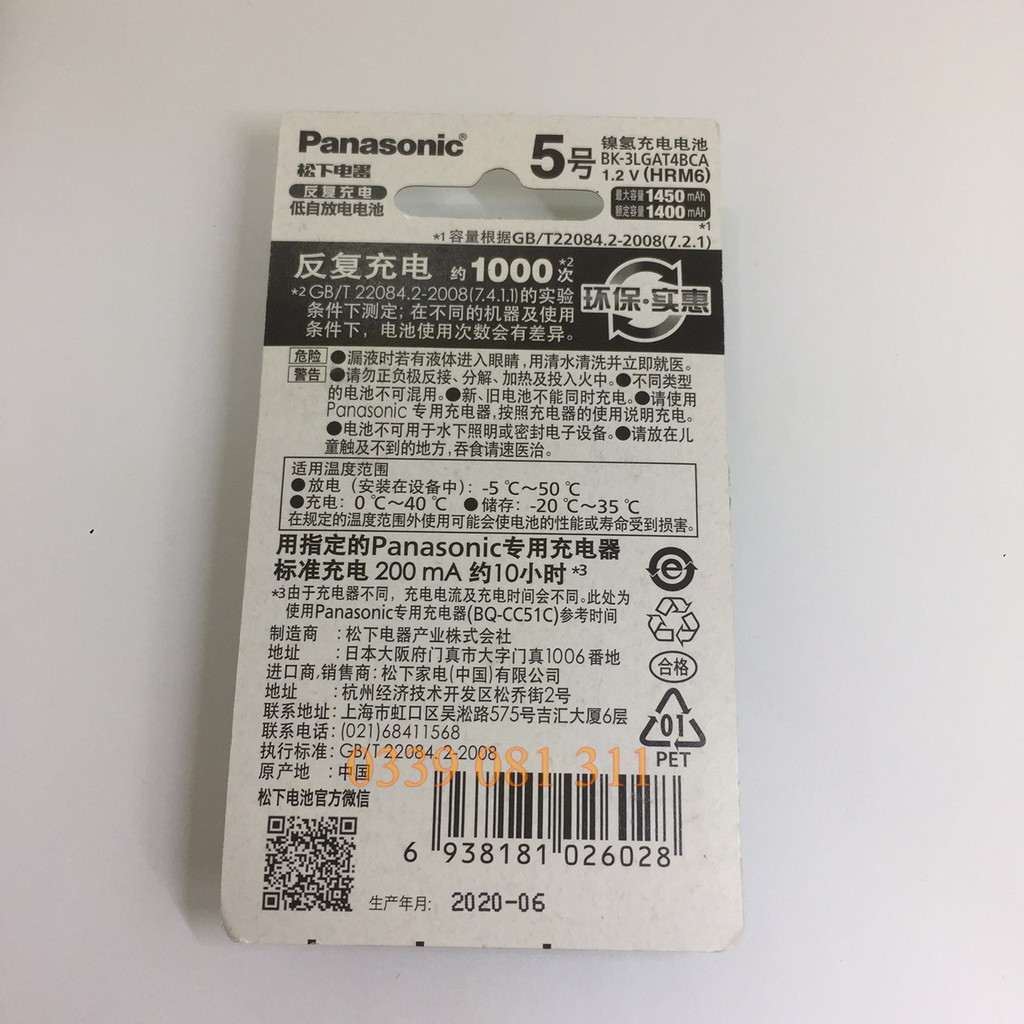 Panasonic®
松下电器
反复充电
低自放电电池
5号
镍氢充电电池
BK-3LGAT4BCA
1.2 V (HRM6)
最大容量 1450 mAh
额定容量 1400 mAh
*1
*1 容量根据GB/T22084.2-2008(7.2.1)
反复充电 约1000次*2
*2 GB/T 22084.2-2008(7.4.1.1)的实验
条件下测定; 在不同的机器及使用
条件下，电池使用次数会有差异。
环保·实惠
危险 ●漏液时若有液体进入眼睛,用清水清洗并立即就医。
警告 ●请勿正负极反接、分解、加热及投入火中。●不同类型
的电池不可混用。●新、旧电池不能同时充电。●请使用
Panasonic 专用充电器,按照充电器的使用说明充电。
●电池不可用于水下照明或密封电子设备。●请放在儿
童触及不到的地方,吞食请速医治。
适用温度范围
●放电（安装在设备中）: -5 ℃～50 ℃
●充电: 0 ℃～40 ℃ ●储存: -20 ℃～35 ℃
在规定的温度范围外使用可能会使电池的性能或寿命受到损害。
用指定的Panasonic专用充电器
标准充电 200 mA 约10小时*3
*3由于充电器不同，充电电流及充电时间会不同。此处为
使用Panasonic专用充电器(BQ-CC51C)参考时间
制造商 : 松下电器产业株式会社
地址 : 日本大阪府门真市大字门真1006番地
进口商,销售商: 松下家电(中国)有限公司
地址 : 杭州经济技术开发区松乔街2号
联系地址: 上海市虹口区吴淞路575号吉汇大厦6层
联系电话: (021)68411568
执行标准: GB/T 22084.2-2008
原产地 : 中国
e
合格
01
PET
0339 081 311
松下电池官方微信
6 938181 026028
生产年月: 2020-06